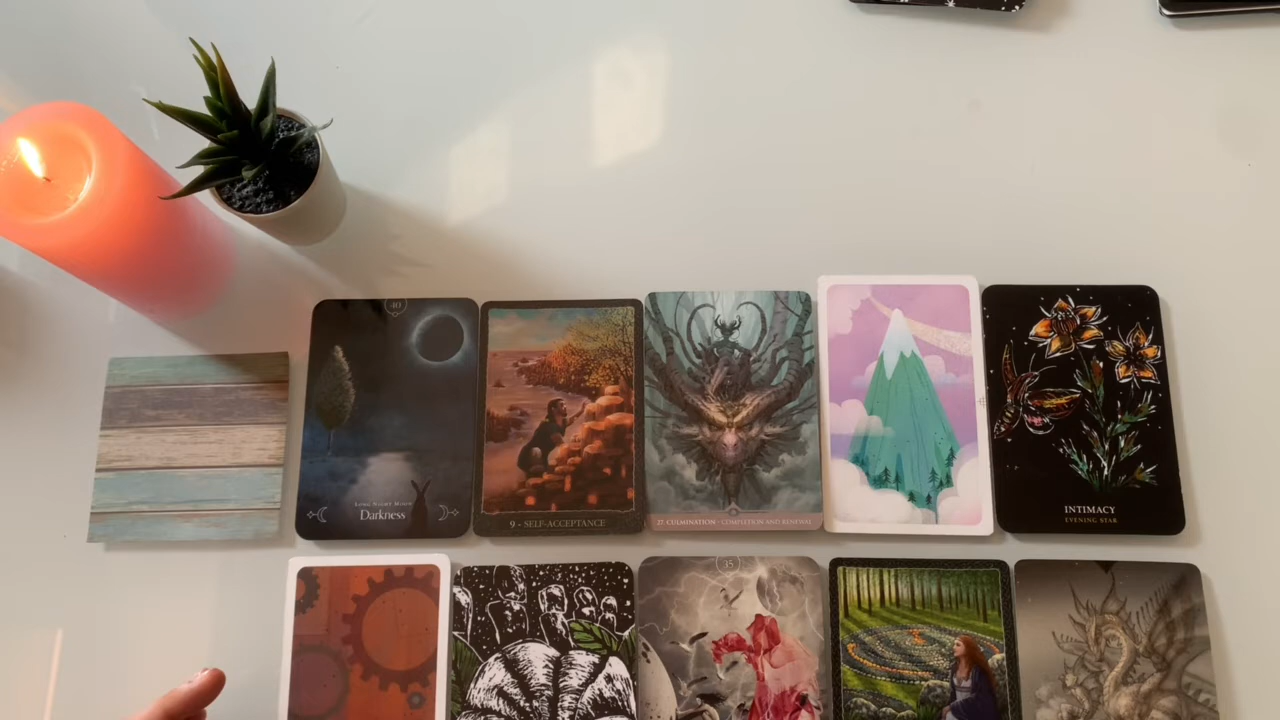 40
LONG NIGHT MOON
Darkness
9 - SELF-ACCEPTANCE
27. CULMINATION - COMPLETION AND RENEWAL
INTIMACY
EVENING STAR
35